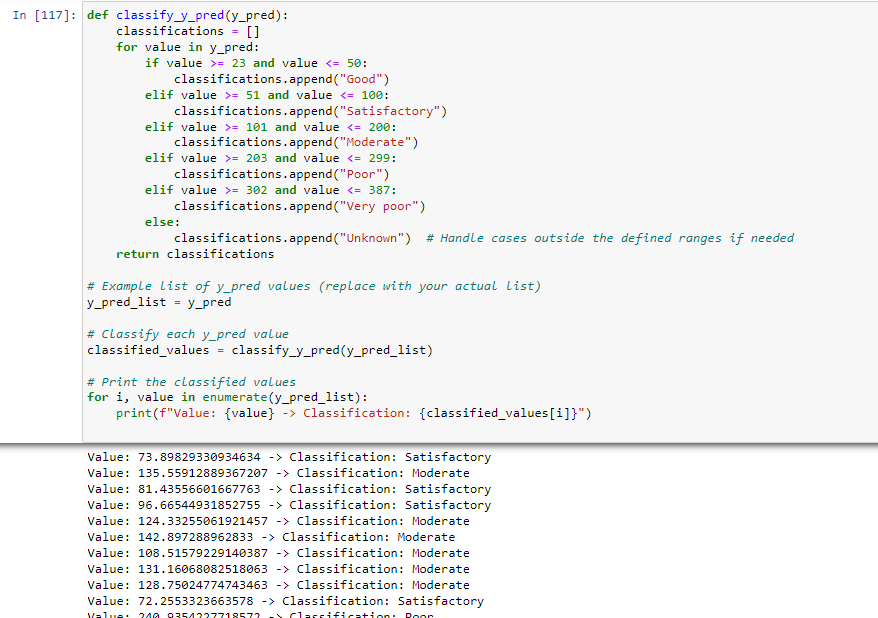 In [117]: def classify_y_pred(y_pred):
    classifications = []
    for value in y_pred:
        if value >= 23 and value <= 50:
            classifications.append("Good")
        elif value >= 51 and value <= 100:
            classifications.append("Satisfactory")
        elif value >= 101 and value <= 200:
            classifications.append("Moderate")
        elif value >= 203 and value <= 299:
            classifications.append("Poor")
        elif value >= 302 and value <= 387:
            classifications.append("Very poor")
        else:
            classifications.append("Unknown")  # Handle cases outside the defined ranges if needed
    return classifications

# Example list of y_pred values (replace with your actual list)
y_pred_list = y_pred

# Classify each y_pred value
classified_values = classify_y_pred(y_pred_list)

# Print the classified values
for i, value in enumerate(y_pred_list):
    print(f"Value: {value} -> Classification: {classified_values[i]}")

Value: 73.89829330934634 -> Classification: Satisfactory
Value: 135.55912889367207 -> Classification: Moderate
Value: 81.43556601667763 -> Classification: Satisfactory
Value: 96.66544931852755 -> Classification: Satisfactory
Value: 124.33255061921457 -> Classification: Moderate
Value: 142.897288962833 -> Classification: Moderate
Value: 108.51579229140387 -> Classification: Moderate
Value: 131.16068082518063 -> Classification: Moderate
Value: 128.75024774743463 -> Classification: Moderate
Value: 72.2553323663578 -> Classification: Satisfactory
Value: 240.9354227718572 -> Classification: Poor